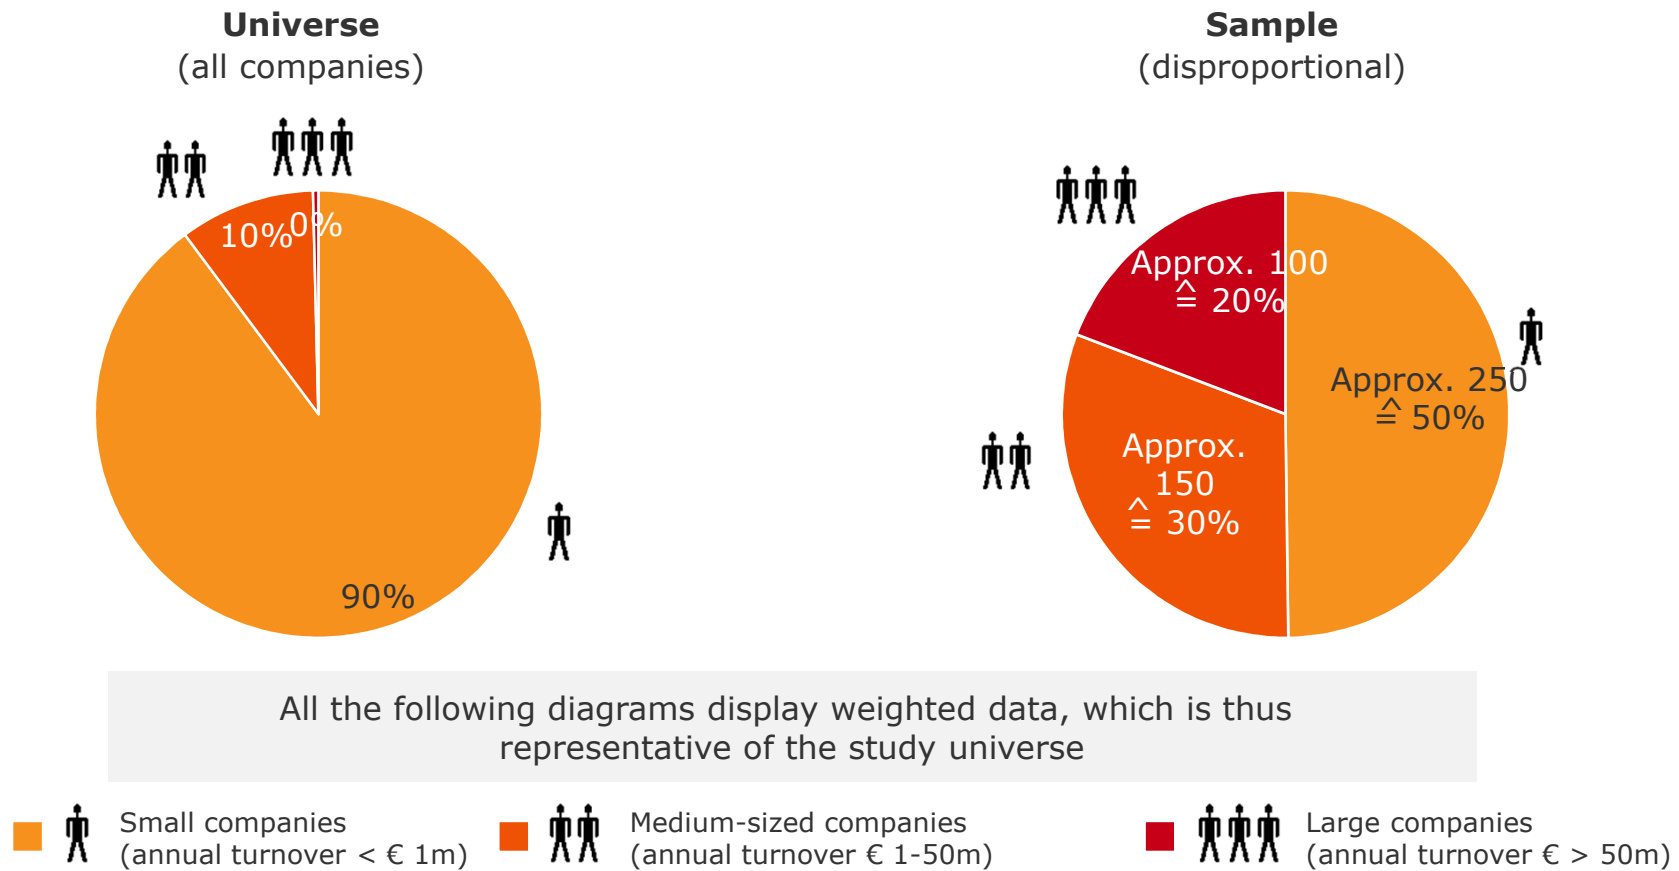 Universe
(all companies)
Sample
(disproportional)
10%
0%
90%
Approx. 100
≙ 20%
Approx. 250
≙ 50%
Approx.
150
≙ 30%
All the following diagrams display weighted data, which is thus
representative of the study universe
Small companies
(annual turnover < € 1m)
Medium-sized companies
(annual turnover € 1-50m)
Large companies
(annual turnover € > 50m)